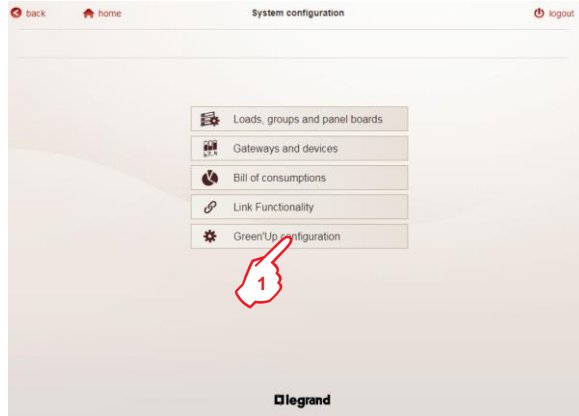 back home System configuration logout
Loads, groups and panel boards
Gateways and devices
Bill of consumptions
Link Functionality
Green'Up configuration
1
legrand